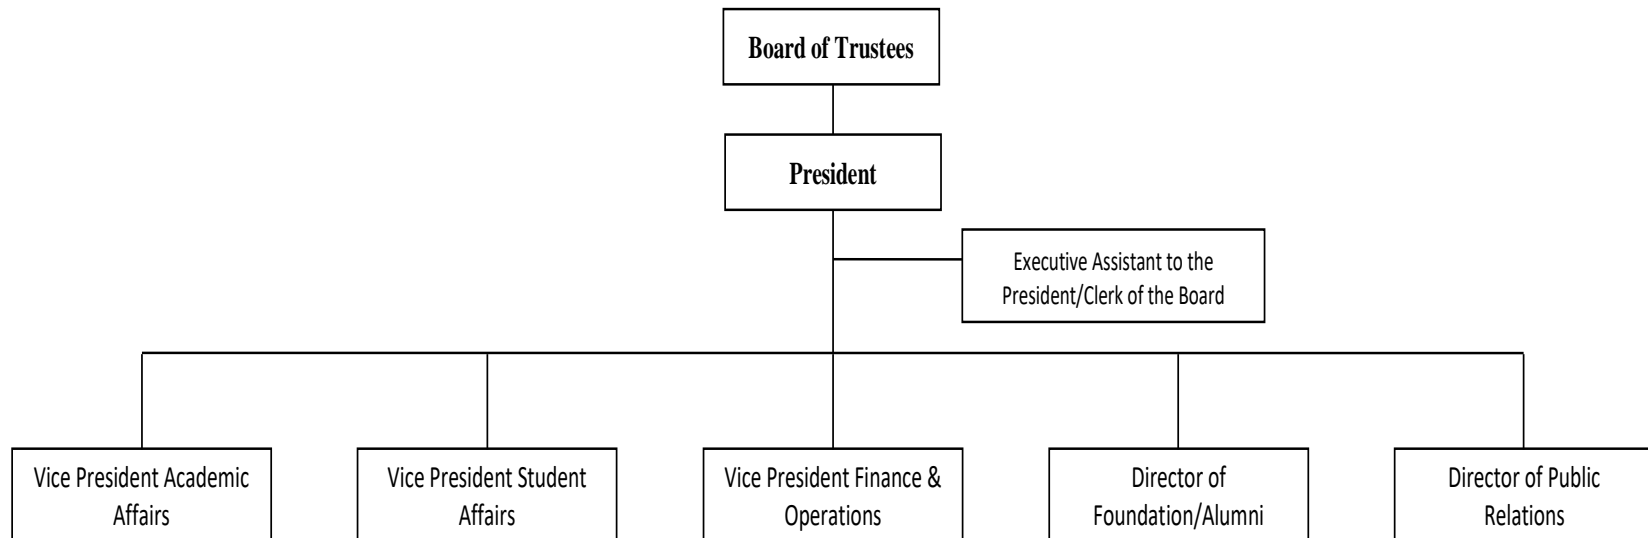 Board of Trustees
President
Executive Assistant to the
President/Clerk of the Board
Vice President Academic
Affairs
Vice President Student
Affairs
Vice President Finance &
Operations
Director of
Foundation/Alumni
Director of Public
Relations